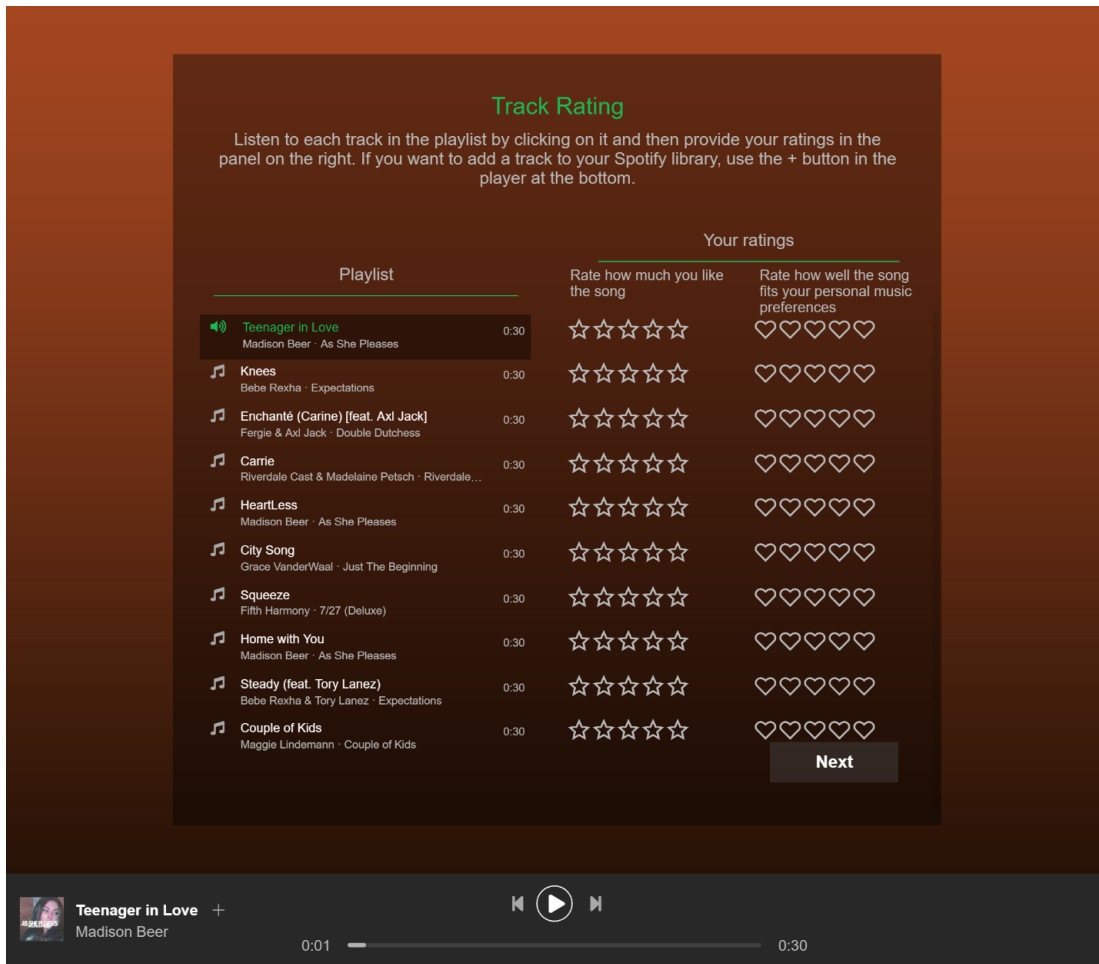 Track Rating
Listen to each track in the playlist by clicking on it and then provide your ratings in the
panel on the right. If you want to add a track to your Spotify library, use the + button in the
player at the bottom.
Your ratings
Playlist
Rate how much you like
the song
Rate how well the song
fits your personal music
preferences
Teenager in Love
Madison Beer · As She Pleases
0:30
Knees
Bebe Rexha · Expectations
0:30
Enchanté (Carine) [feat. Axl Jack]
Fergie & Axl Jack · Double Dutchess
0:30
Carrie
Riverdale Cast & Madelaine Petsch · Riverdale…
0:30
HeartLess
Madison Beer · As She Pleases
0:30
City Song
Grace VanderWaal · Just The Beginning
0:30
Squeeze
Fifth Harmony · 7/27 (Deluxe)
0:30
Home with You
Madison Beer · As She Pleases
0:30
Steady (feat. Tory Lanez)
Bebe Rexha & Tory Lanez · Expectations
0:30
Couple of Kids
Maggie Lindemann · Couple of Kids
0:30
Next
AS SHE PLEASES
Teenager in Love +
Madison Beer
0:01
0:30